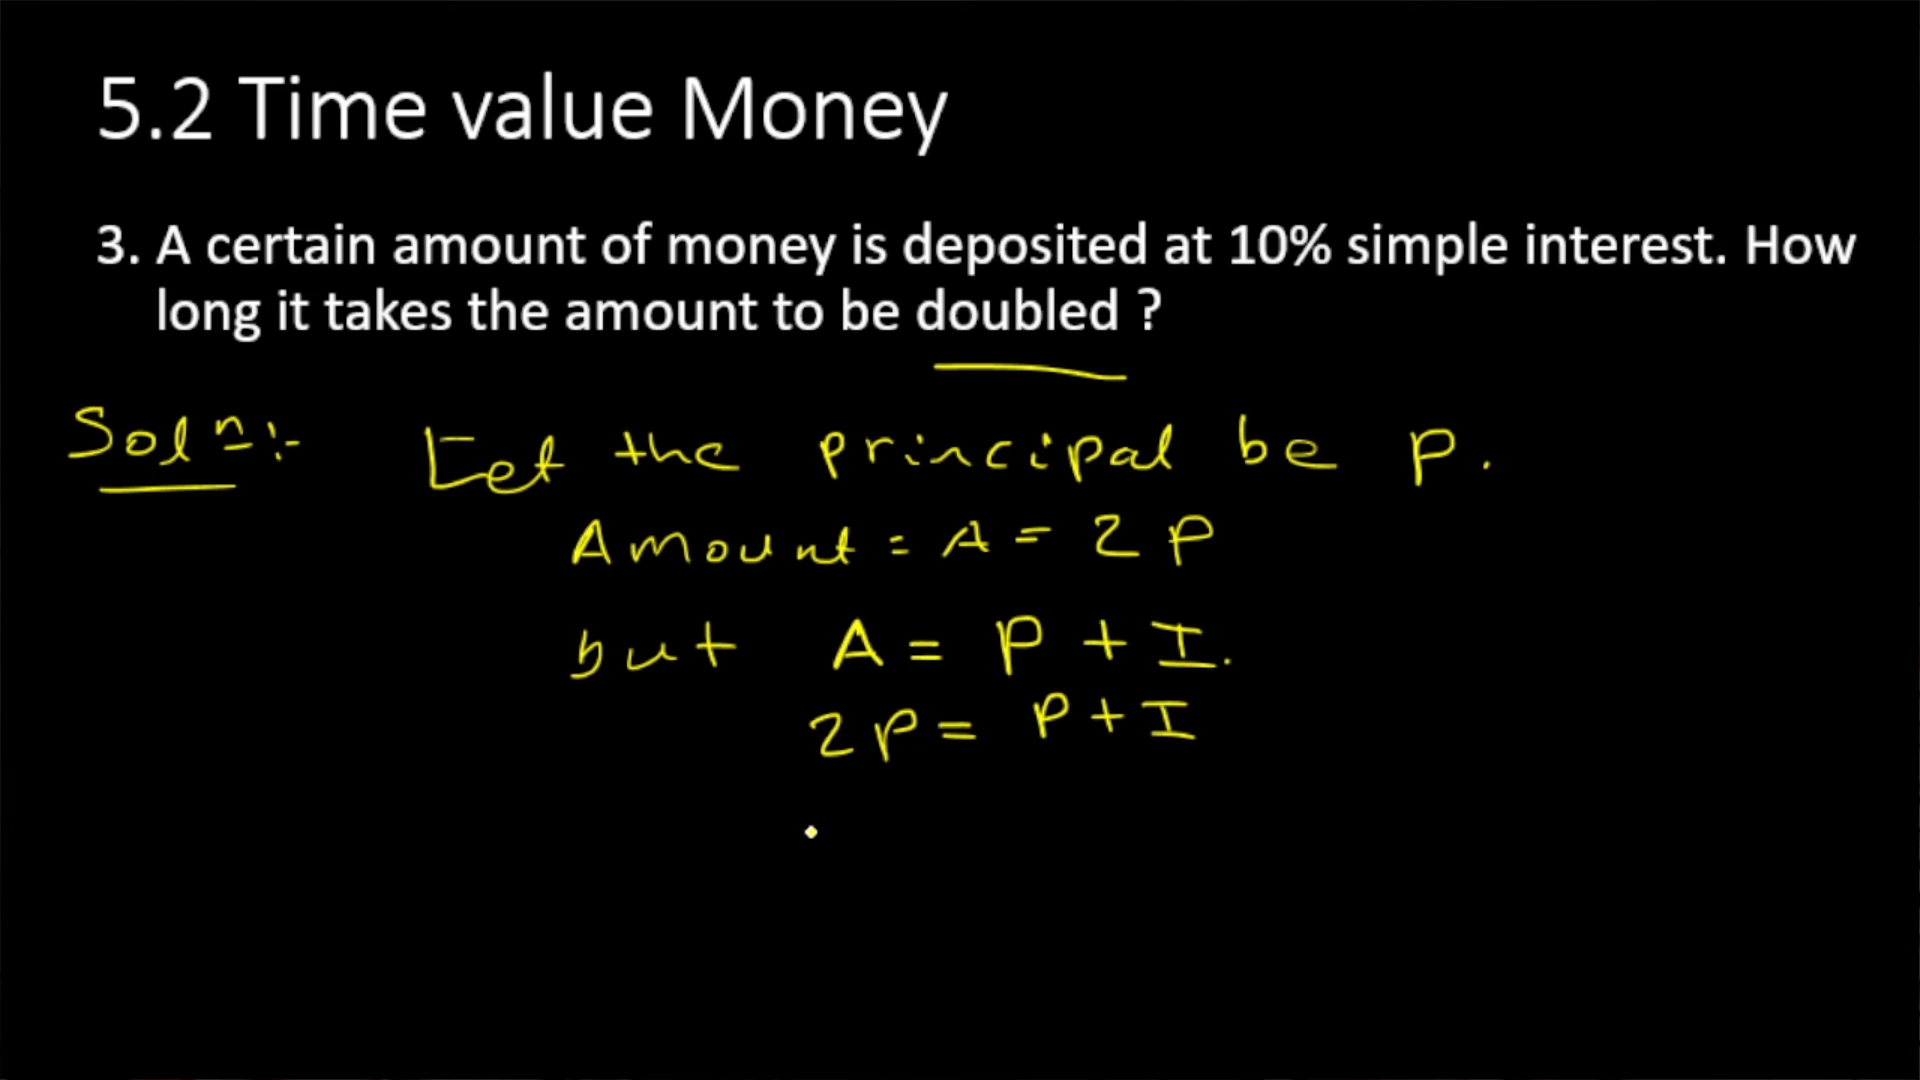 5.2 Time value Money
3. A certain amount of money is deposited at 10% simple interest. How
long it takes the amount to be doubled ?
Solⁿ:- Let the principal be P.
Amount = A = 2P
but A = P + I.
2P = P + I